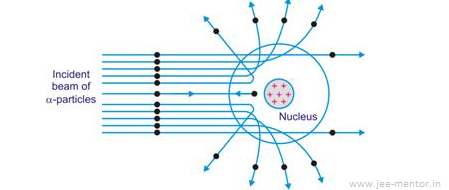 Incident
beam of
α-particles
Nucleus
www.jee-mentor.in